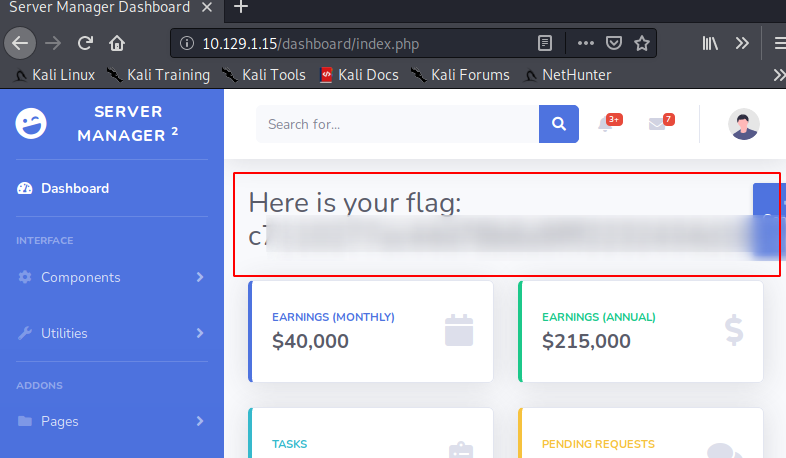 Server Manager Dashboard
10.129.1.15/dashboard/index.php
Kali Linux Kali Training Kali Tools Kali Docs Kali Forums NetHunter
SERVER
MANAGER 2
Search for...
3+
7
Dashboard
Here is your flag:
INTERFACE
Components
EARNINGS (MONTHLY)
$40,000
EARNINGS (ANNUAL)
$215,000
Utilities
ADDONS
Pages
TASKS
PENDING REQUESTS